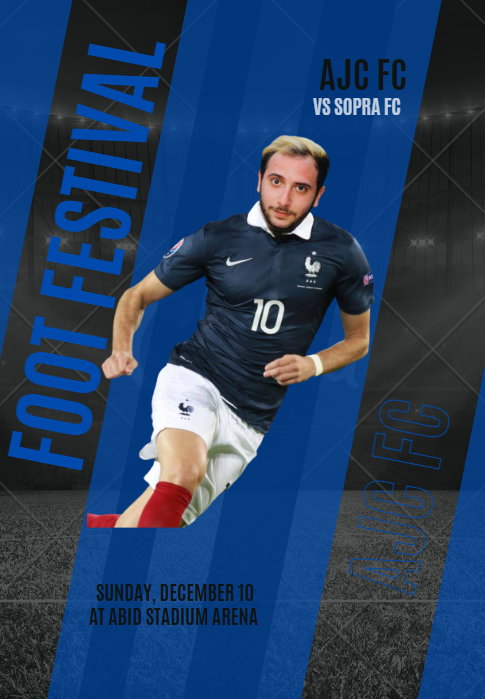 FOOT FESTIVAL
AJC FC
VS SOPRA FC
10
AJC FC
SUNDAY, DECEMBER 10
AT ABID STADIUM ARENA